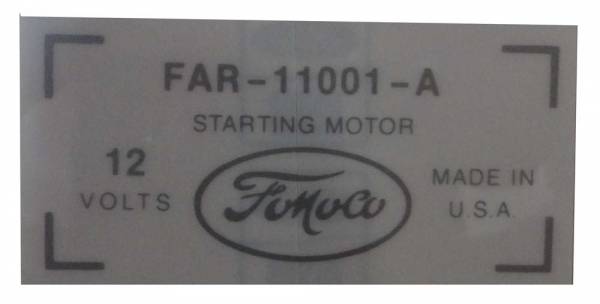 FAR-11001-A
STARTING MOTOR
12
VOLTS
FoMoCo
MADE IN
U.S.A.